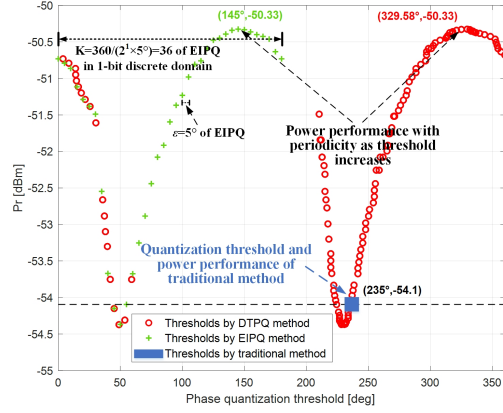 (145°,-50.33)
(329.58°,-50.33)
K=360/(2¹×5°)=36 of EIPQ
in 1-bit discrete domain
ε=5° of EIPQ
Power performance with
periodicity as threshold
increases
Quantization threshold and
power performance of
traditional method
(235°,-54.1)
Thresholds by DTPQ method
Thresholds by EIPQ method
Thresholds by traditional method
Pr [dBm]
-50
-50.5
-51
-51.5
-52
-52.5
-53
-53.5
-54
-54.5
-55
0
50
100
150
200
250
300
350
Phase quantization threshold [deg]